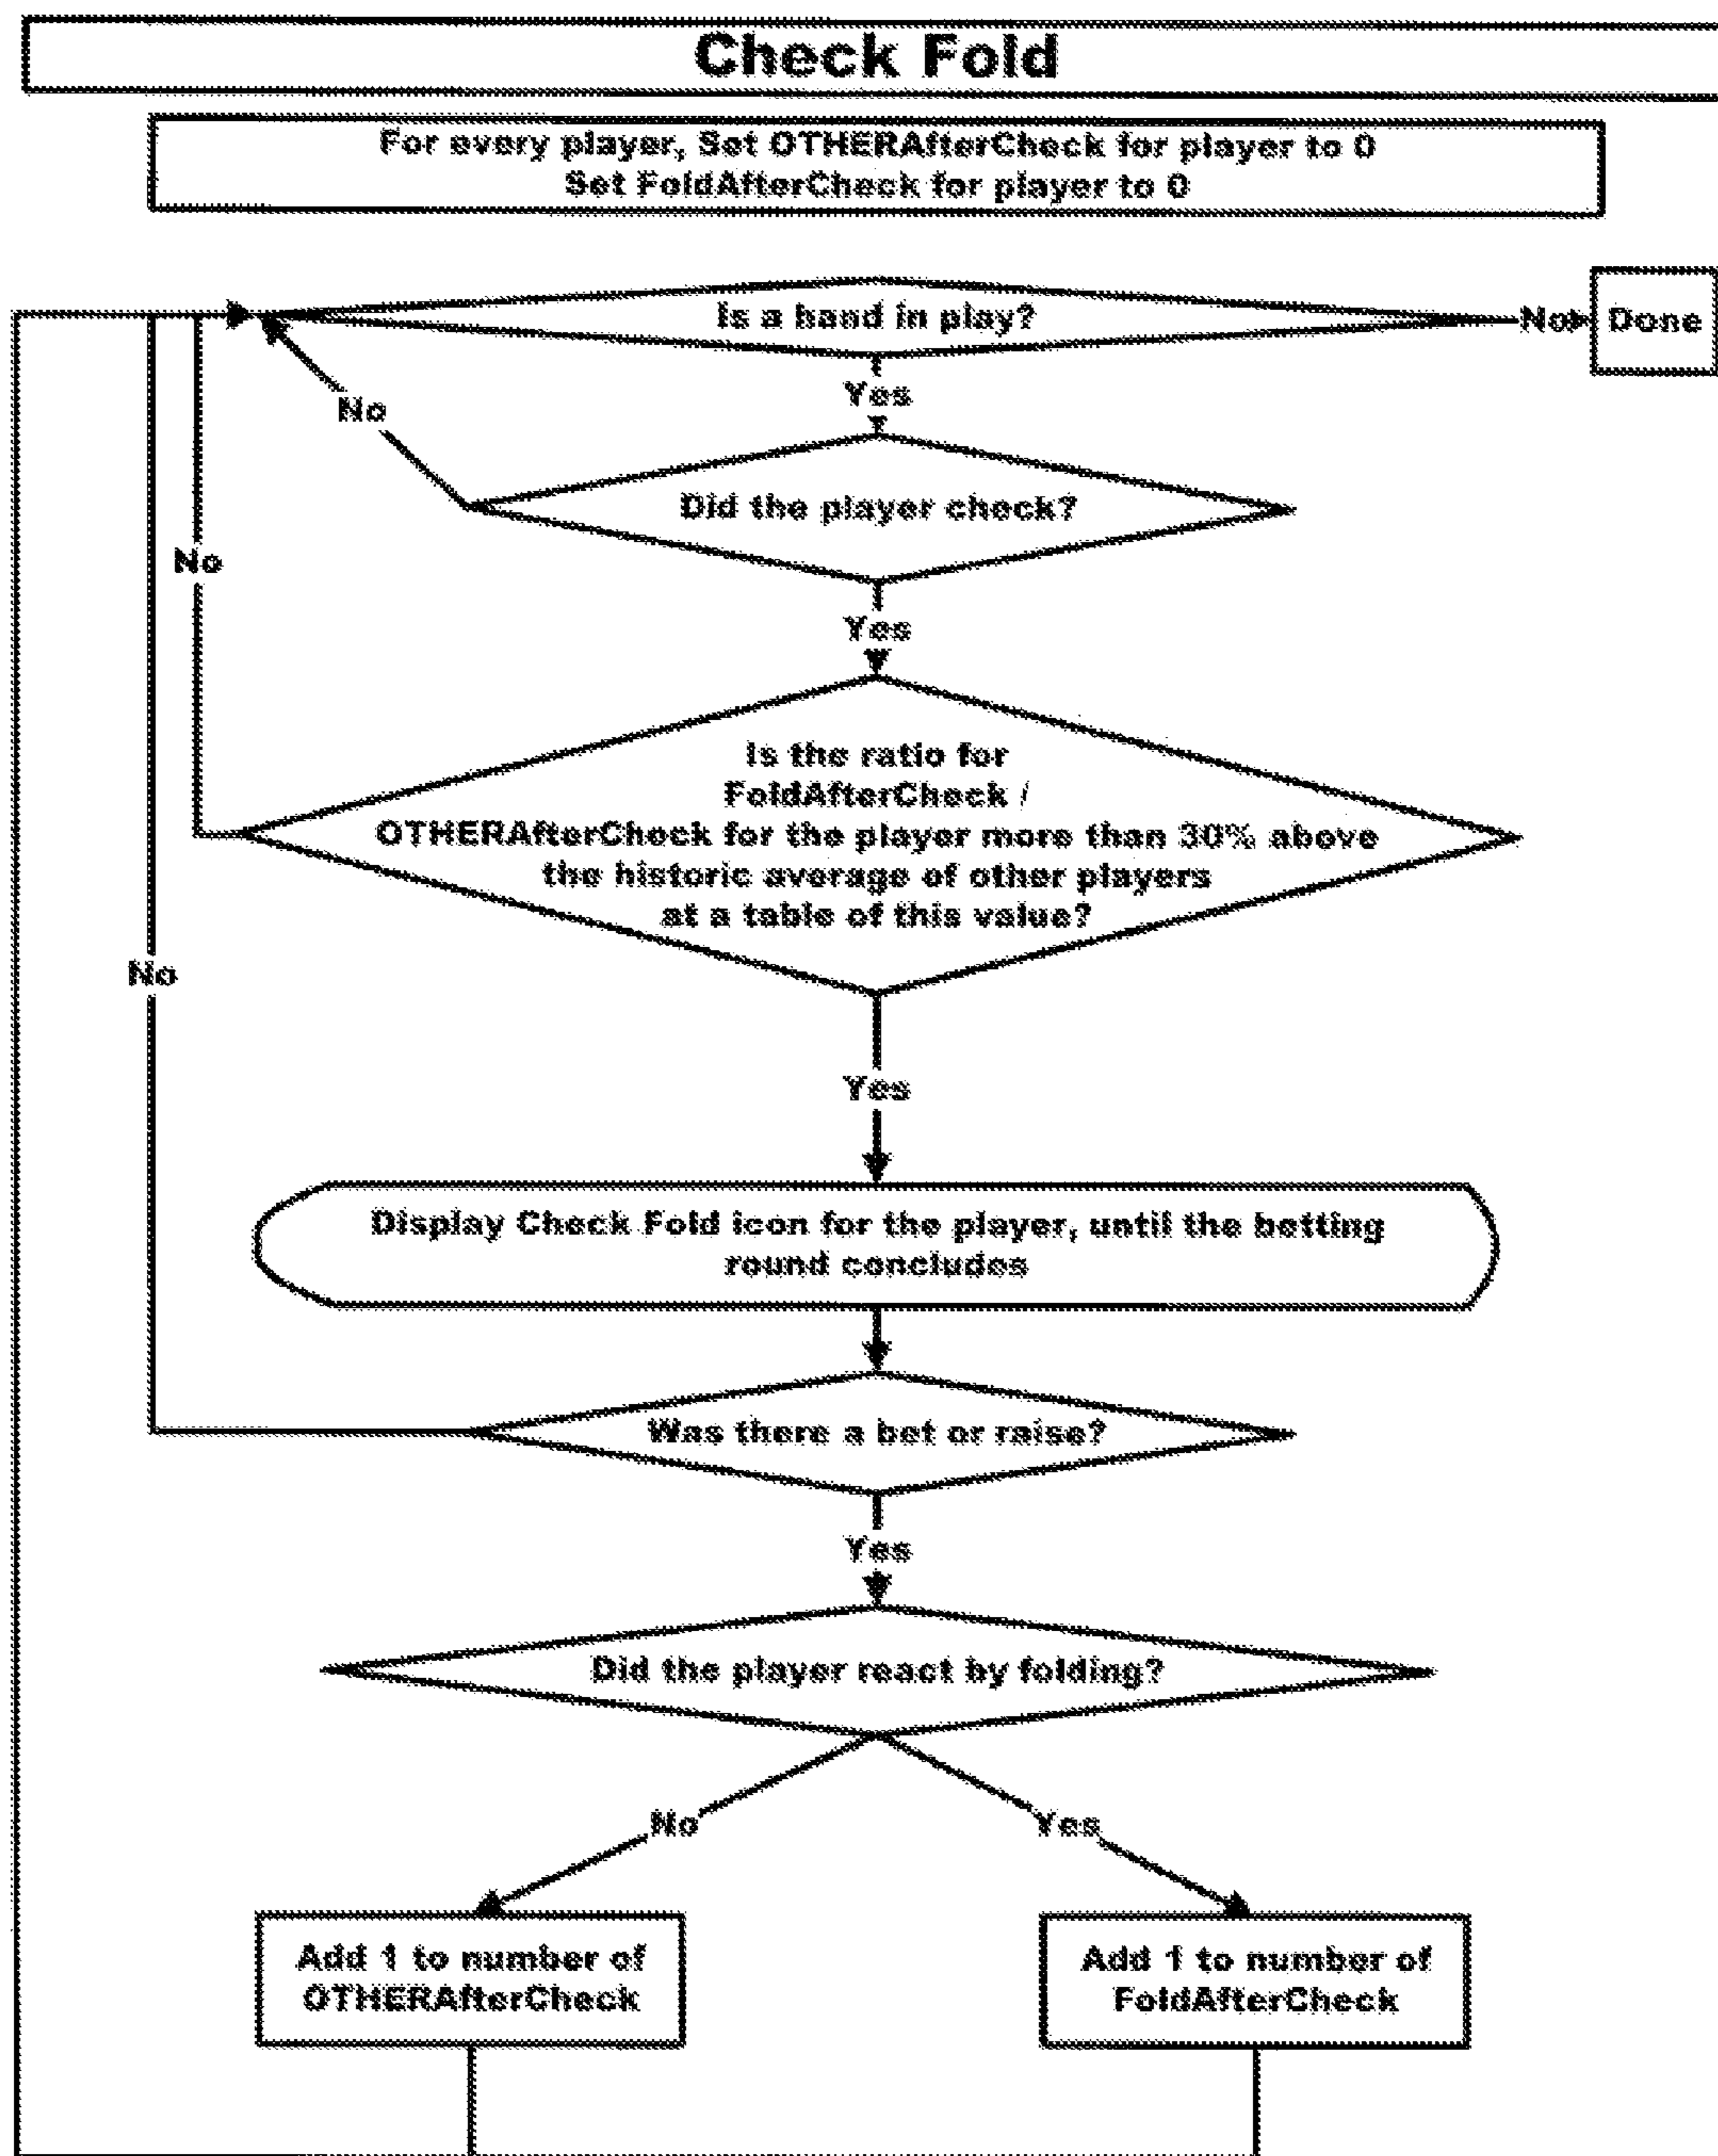 Check Fold
For every player, Set OTHERAfterCheck for player to 0
Set FoldAfterCheck for player to 0
Is a hand in play?
No
Done
Yes
No
Did the player check?
No
Yes
Is the ratio for
FoldAfterCheck /
OTHERAfterCheck for the player more than 30% above
the historic average of other players
at a table of this value?
No
Yes
Display Check Fold icon for the player, until the betting
round concludes
Was there a bet or raise?
Yes
Did the player react by folding?
No
Yes
Add 1 to number of
OTHERAfterCheck
Add 1 to number of
FoldAfterCheck